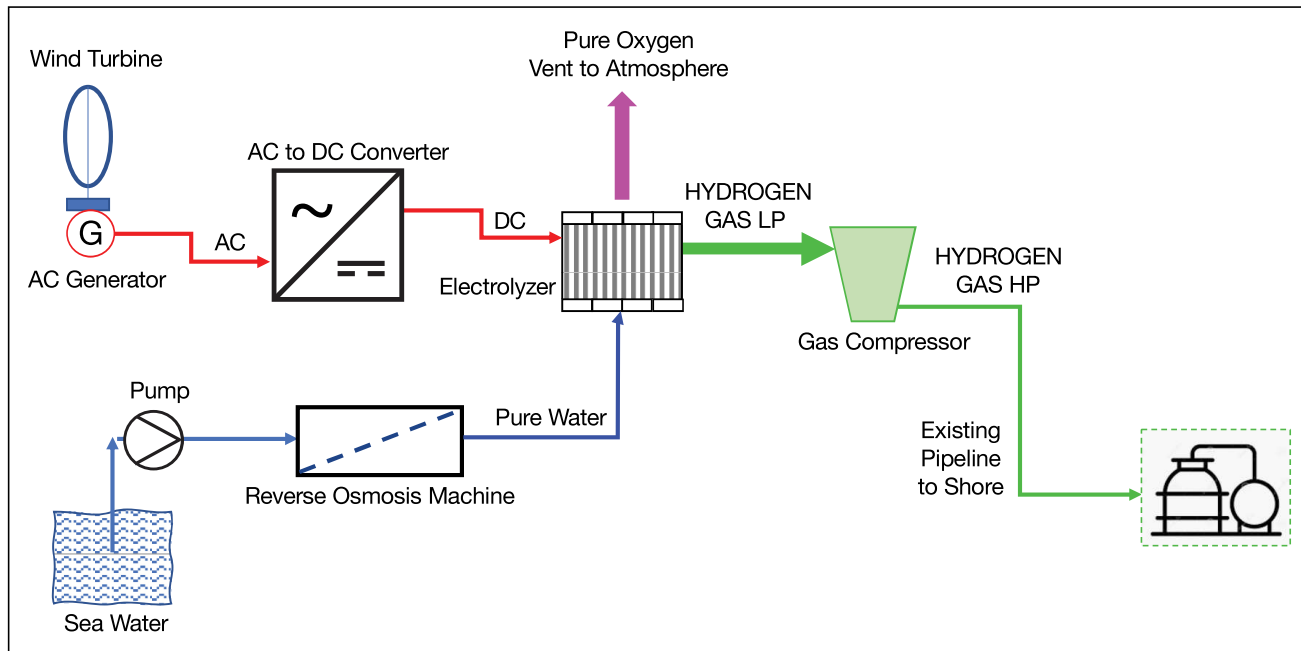 Wind Turbine
G
AC Generator
AC
AC to DC Converter
DC
Pure Oxygen
Vent to Atmosphere
Electrolyzer
HYDROGEN
GAS LP
Gas Compressor
HYDROGEN
GAS HP
Pump
Sea Water
Reverse Osmosis Machine
Pure Water
Existing
Pipeline
to Shore